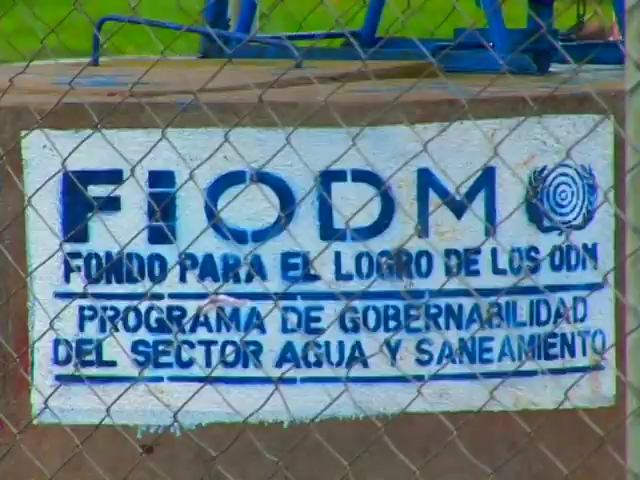 FIODM
FONDO PARA EL LOGRO DE LOS ODM
PROGRAMA DE GOBERNABILIDAD
DEL SECTOR AGUA Y SANEAMIENTO